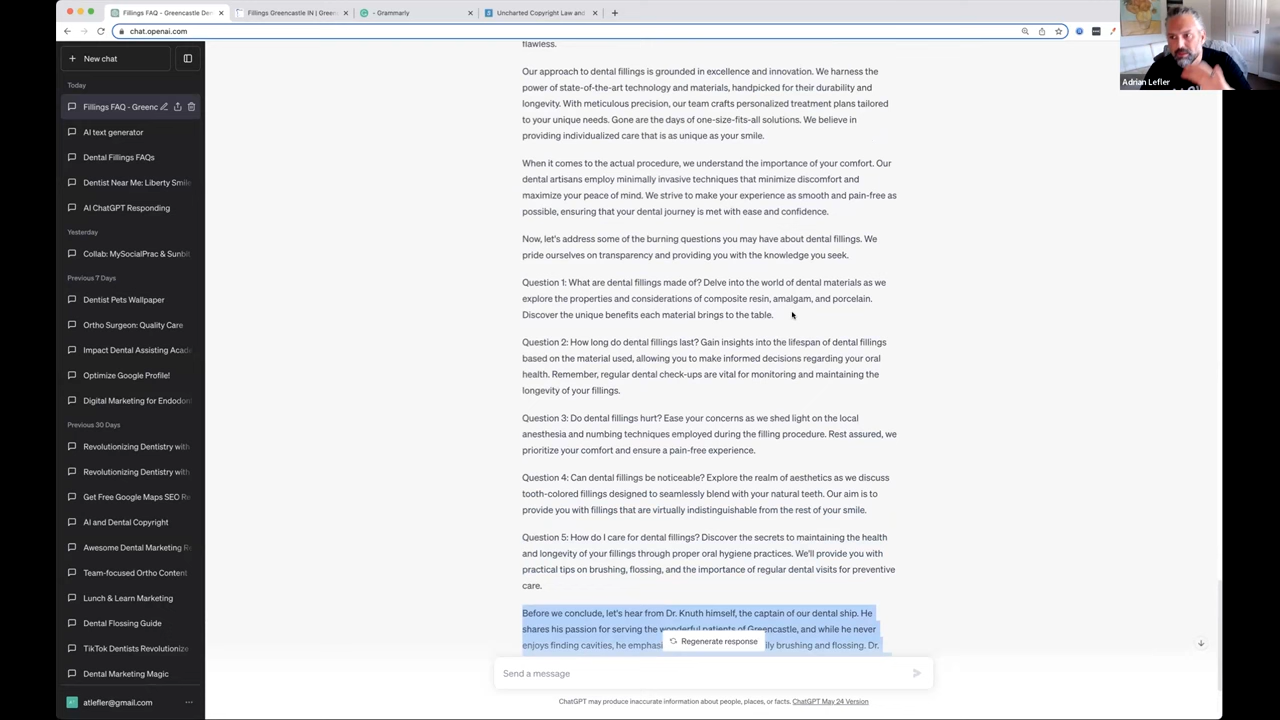 Fillings FAQ - Greencastle De
Fillings Greencastle IN | Greenc
- Grammarly
Uncharted Copyright Law and
chat.openai.com
New chat
Today
Fillings FAQ - Greenc
AI text generator
Dental Fillings FAQs
Dentist Near Me: Liberty Smile
AI ChatGPT Responding
Yesterday
Collab: MySocialPrac & Sunbit
Previous 7 Days
Dentist Pets Wallpaper
Ortho Surgeon: Quality Care
Impact Dental Assisting Acade
Optimize Google Profile!
Digital Marketing for Endodon
Previous 30 Days
Revolutionizing Dentistry with
Revolutionizing Dentistry with
Get Free Google Maps SEO Re
AI and Dental Copyright
Awesome Dental Marketing Re
Team-focused Ortho Content
Lunch & Learn Marketing
Dental Flossing Guide
TikTok Dentists Revolutionize
Dental Marketing Magic
atlefler@gmail.com
flawless.
Our approach to dental fillings is grounded in excellence and innovation. We harness the
power of state-of-the-art technology and materials, handpicked for their durability and
longevity. With meticulous precision, our team crafts personalized treatment plans tailored
to your unique needs. Gone are the days of one-size-fits-all solutions. We believe in
providing individualized care that is as unique as your smile.
When it comes to the actual procedure, we understand the importance of your comfort. Our
dental artisans employ minimally invasive techniques that minimize discomfort and
maximize your peace of mind. We strive to make your experience as smooth and pain-free as
possible, ensuring that your dental journey is met with ease and confidence.
Now, let's address some of the burning questions you may have about dental fillings. We
pride ourselves on transparency and providing you with the knowledge you seek.
Question 1: What are dental fillings made of? Delve into the world of dental materials as we
explore the properties and considerations of composite resin, amalgam, and porcelain.
Discover the unique benefits each material brings to the table.
Question 2: How long do dental fillings last? Gain insights into the lifespan of dental fillings
based on the material used, allowing you to make informed decisions regarding your oral
health. Remember, regular dental check-ups are vital for monitoring and maintaining the
longevity of your fillings.
Question 3: Do dental fillings hurt? Ease your concerns as we shed light on the local
anesthesia and numbing techniques employed during the filling procedure. Rest assured, we
prioritize your comfort and ensure a pain-free experience.
Question 4: Can dental fillings be noticeable? Explore the realm of aesthetics as we discuss
tooth-colored fillings designed to seamlessly blend with your natural teeth. Our aim is to
provide you with fillings that are virtually indistinguishable from the rest of your smile.
Question 5: How do I care for dental fillings? Discover the secrets to maintaining the health
and longevity of your fillings through proper oral hygiene practices. We'll provide you with
practical tips on brushing, flossing, and the importance of regular dental visits for preventive
care.
Before we conclude, let's hear from Dr. Knuth himself, the captain of our dental ship. He
shares his passion for serving the wonderful patients of Greencastle, and while he never
enjoys finding cavities, he emphasi ily brushing and flossing. Dr.
Regenerate response
Send a message
ChatGPT may produce inaccurate information about people, places, or facts. ChatGPT May 24 Version
Adrian Lefler